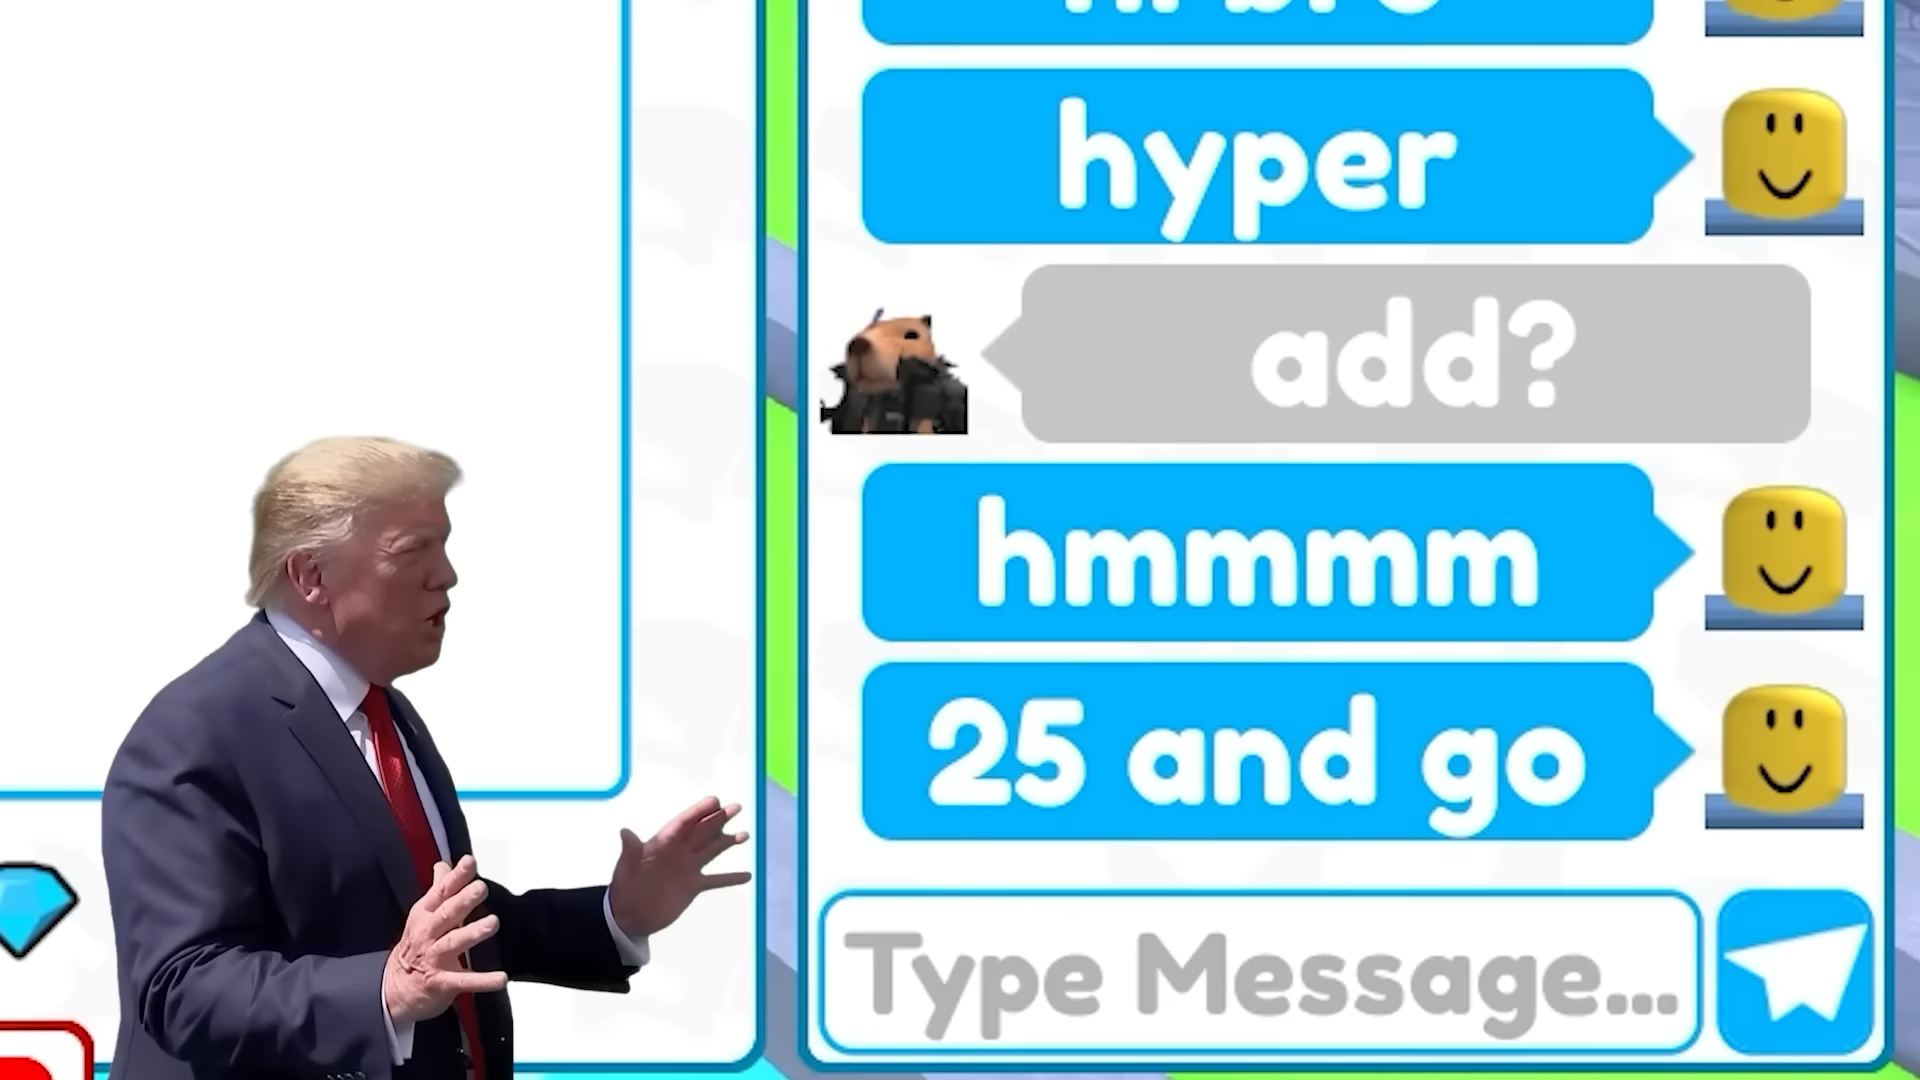 hyper
add?
hmmmm
25 and go
Type Message...